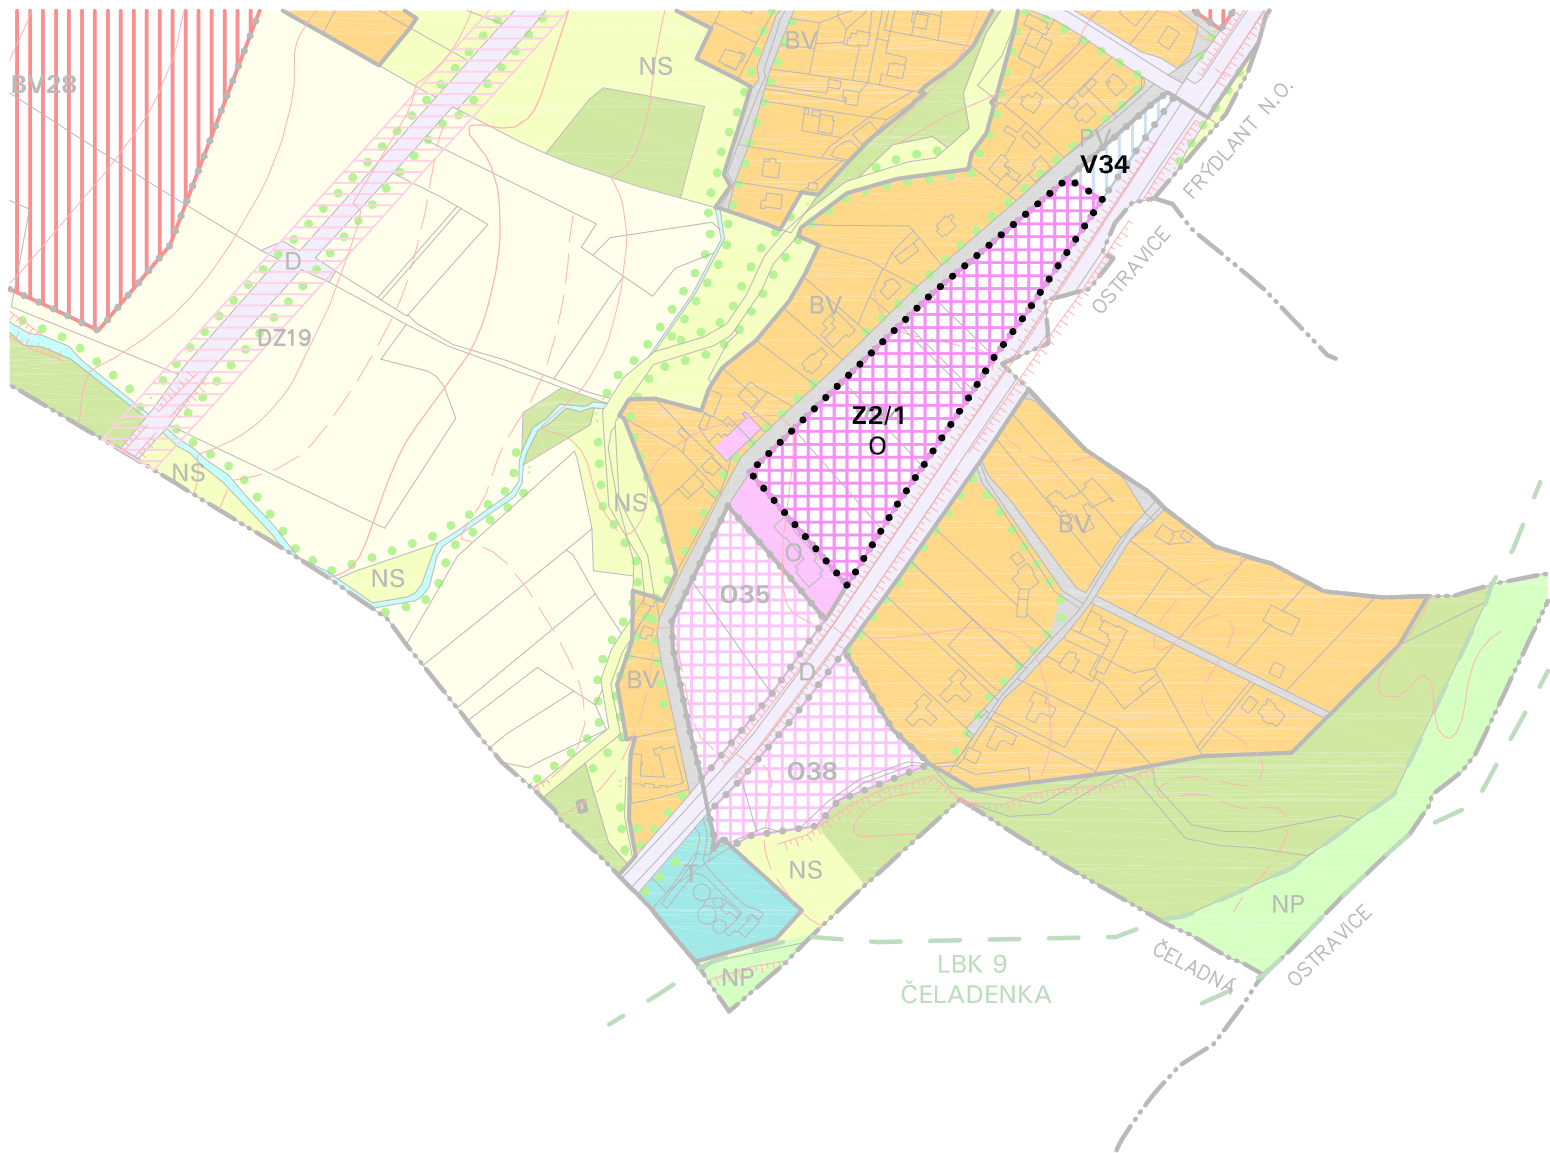 BV28
NS
BV
PV
V34
FRÝDLANT N.O.
OSTRAVICE
D
DZ19
BV
Z2/1
O
NS
NS
BV
O
NS
O35
D
BV
O38
T
NS
NP
NP
LBK 9
ČELADENKA
ČELADNÁ
OSTRAVICE